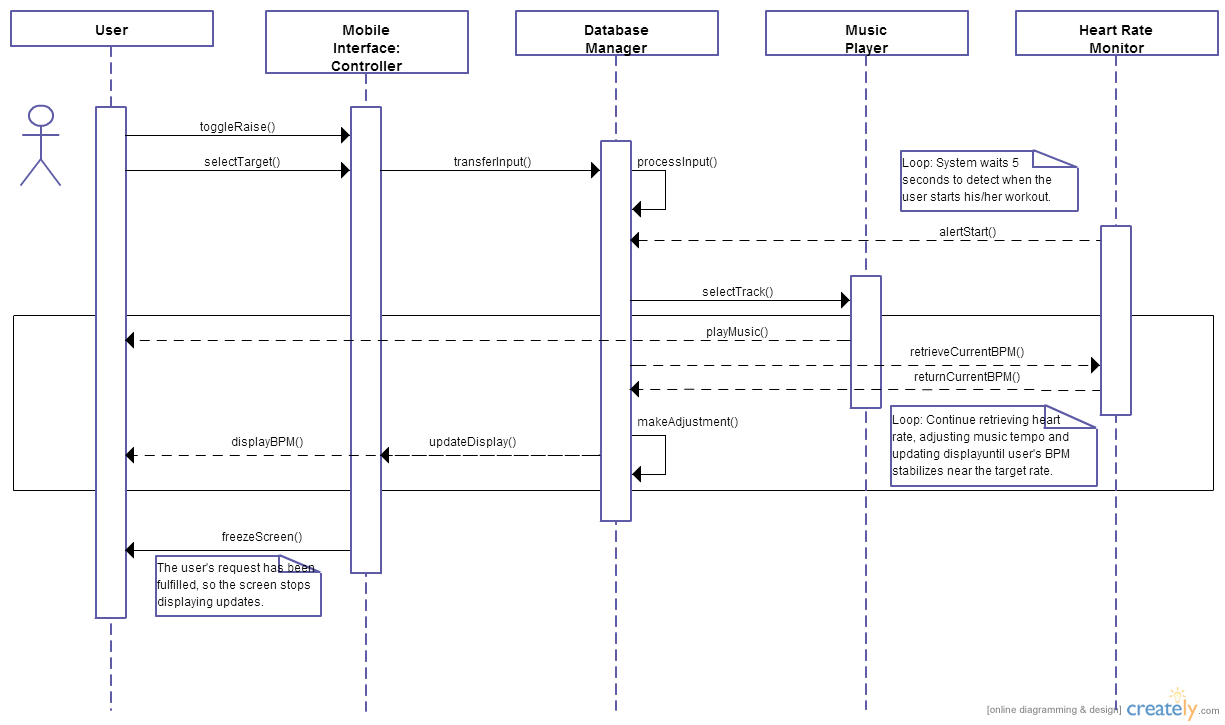 User
Mobile
Interface:
Controller
Database
Manager
Music
Player
Heart Rate
Monitor
toggleRaise()
selectTarget()
transferInput()
processInput()
Loop: System waits 5
seconds to detect when the
user starts his/her workout.
alertStart()
selectTrack()
playMusic()
retrieveCurrentBPM()
returnCurrentBPM()
makeAdjustment()
displayBPM()
updateDisplay()
Loop: Continue retrieving heart
rate, adjusting music tempo and
updating displayuntil user's BPM
stabilizes near the target rate.
freezeScreen()
The user's request has been
fulfilled, so the screen stops
displaying updates.
[online diagramming & design] creately.com